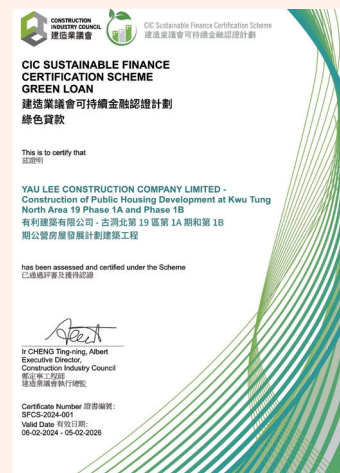 CONSTRUCTION
INDUSTRY COUNCIL
建造業議會
CIC Sustainable Finance Certification Scheme
建造業議會可持續金融認證計劃
CIC SUSTAINABLE FINANCE
CERTIFICATION SCHEME
GREEN LOAN
建造業議會可持續金融認證計劃
綠色貸款
This is to certify that
茲證明
YAU LEE CONSTRUCTION COMPANY LIMITED -
Construction of Public Housing Development at Kwu Tung
North Area 19 Phase 1A and Phase 1B
有利建築有限公司 - 古洞北第 19 區第 1A 期和第 1B
期公營房屋發展計劃建築工程
has been assessed and certified under the Scheme
已通過評審及獲得認證
Ir CHENG Ting-ning, Albert
Executive Director,
Construction Industry Council
鄭定寕工程師
建造業議會執行總監
Certificate Number 證書編號:
SFCS-2024-001
Valid Date 有效日期:
06-02-2024 - 05-02-2026